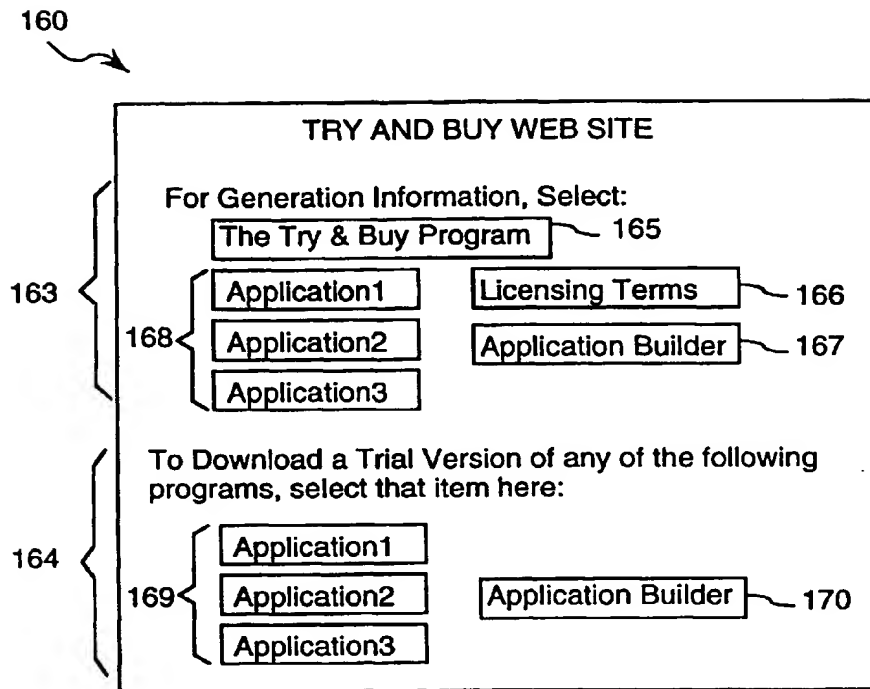 160
TRY AND BUY WEB SITE
For Generation Information, Select:
The Try & Buy Program 165
163
168
Application1 Licensing Terms 166
Application2 Application Builder 167
Application3
To Download a Trial Version of any of the following
programs, select that item here:
164
169
Application1
Application2 Application Builder 170
Application3